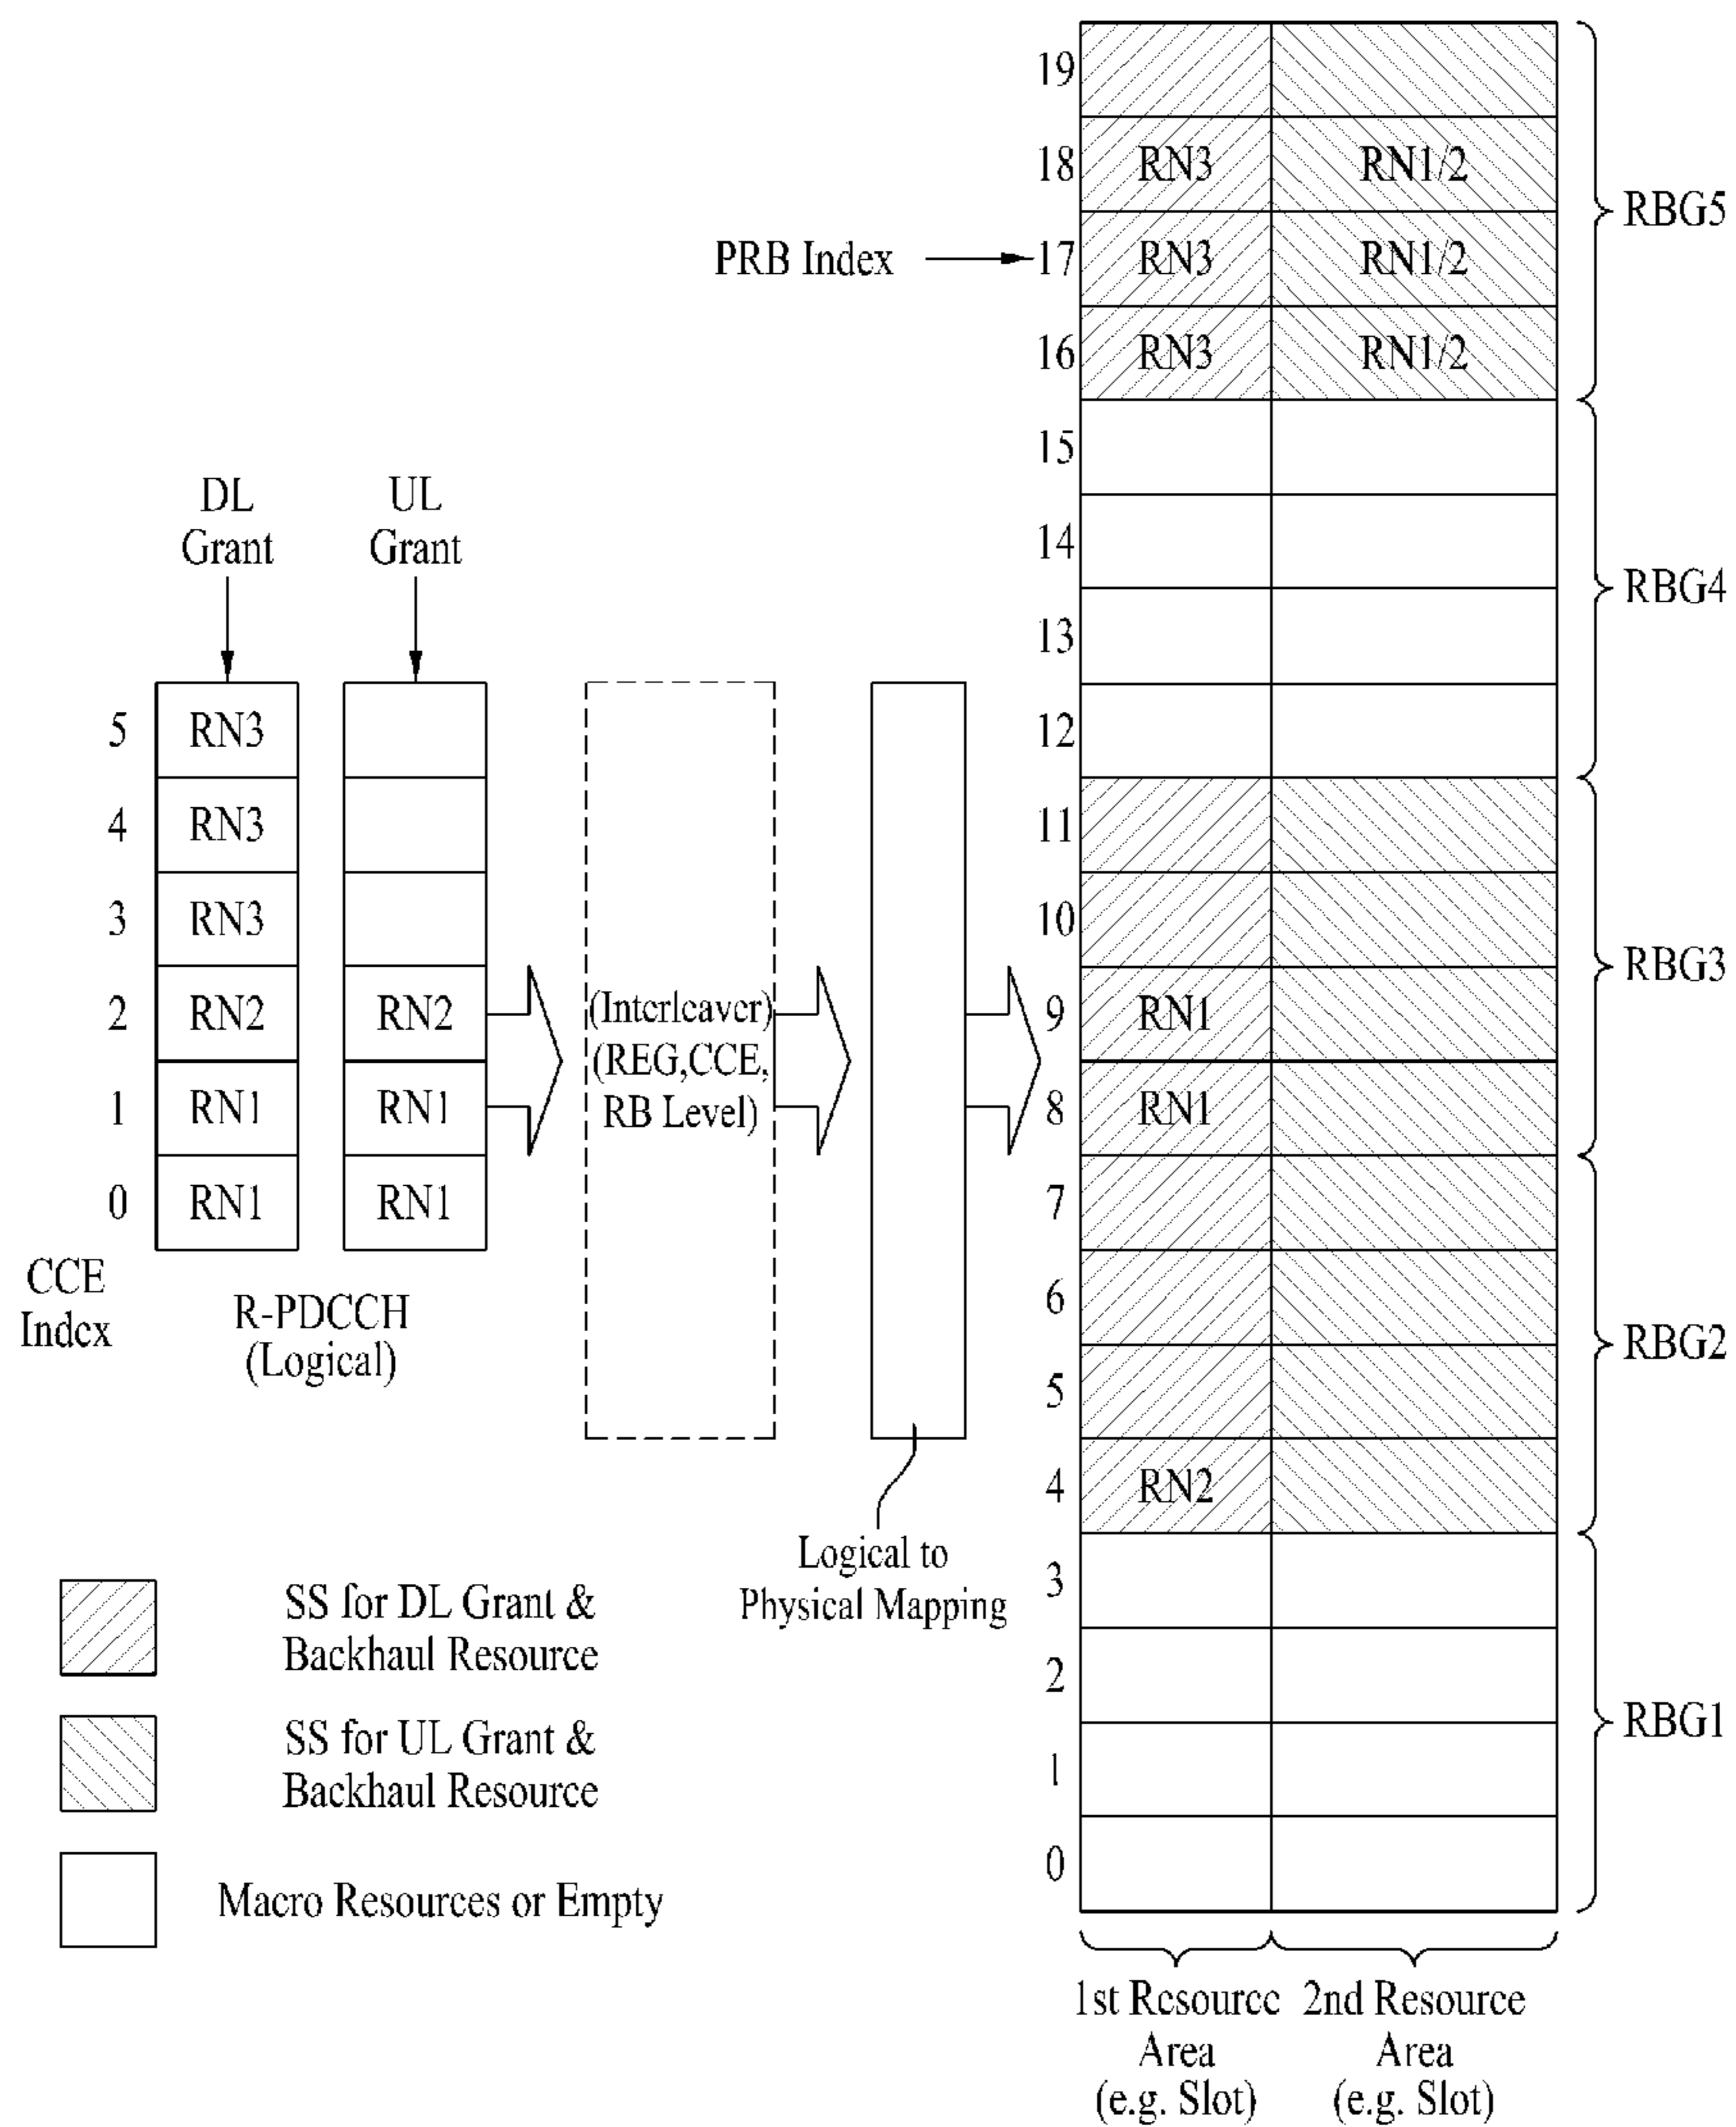 19
18 RN3 RN1/2
PRB Index 17 RN3 RN1/2
16 RN3 RN1/2
RBG5
15
14
13
12
RBG4
DL
Grant
UL
Grant
5 RN3
4 RN3
3 RN3
2 RN2 RN2
1 RN1 RN1
0 RN1 RN1
CCE
Index
R-PDCCH
(Logical)
(Interleaver)
(REG,CCE,
RB Level)
Logical to
Physical Mapping
11
10
9 RN1
8 RN1
RBG3
7
6
5
4 RN2
RBG2
3
2
1
0
RBG1
SS for DL Grant &
Backhaul Resource
SS for UL Grant &
Backhaul Resource
Macro Resources or Empty
1st Resource
Area
(e.g. Slot)
2nd Resource
Area
(e.g. Slot)